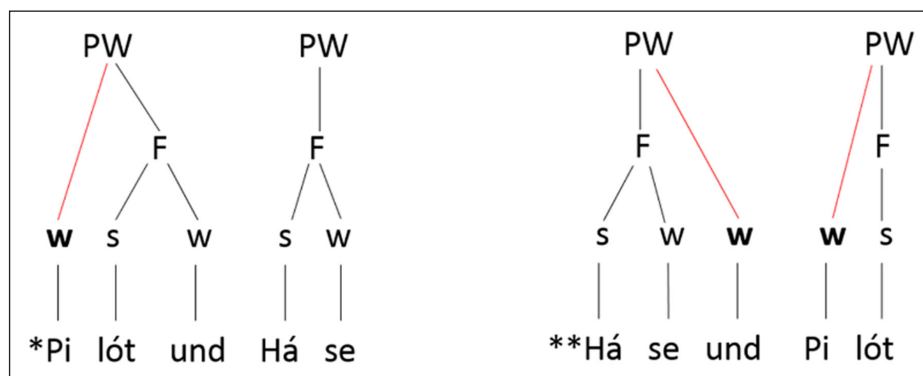 PW PW PW PW
F F F F
w s w s w s w w w s
*Pi lót und Há se **Há se und Pi lót